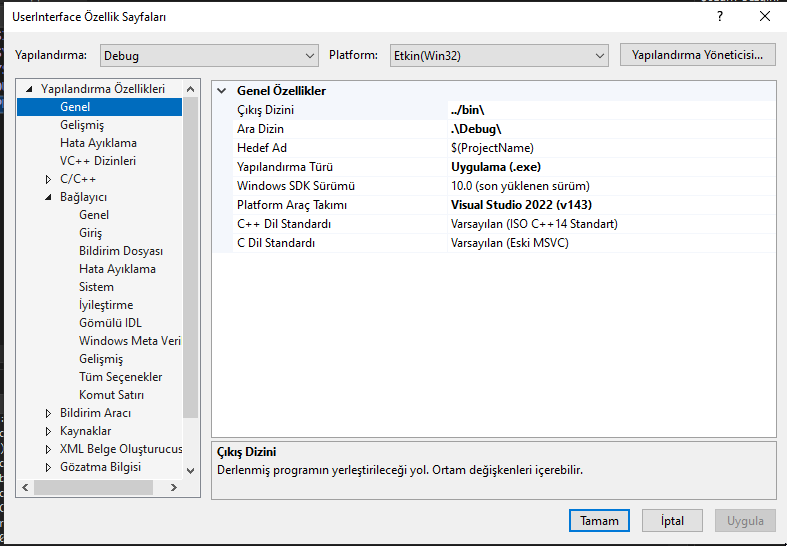 UserInterface Özellik Sayfaları
?
Yapılandırma: Debug Platform: Etkin(Win32) Yapılandırma Yöneticisi...
Yapılandırma Özellikleri
Genel
Gelişmiş
Hata Ayıklama
VC++ Dizinleri
C/C++
Bağlayıcı
Genel
Giriş
Bildirim Dosyası
Hata Ayıklama
Sistem
İyileştirme
Gömülü IDL
Windows Meta Veri
Gelişmiş
Tüm Seçenekler
Komut Satırı
Bildirim Aracı
Kaynaklar
XML Belge Oluşturucus
Gözatma Bilgisi
Genel Özellikler
Çıkış Dizini ../bin\
Ara Dizin .\Debug\
Hedef Ad $(ProjectName)
Yapılandırma Türü Uygulama (.exe)
Windows SDK Sürümü 10.0 (son yüklenen sürüm)
Platform Araç Takımı Visual Studio 2022 (v143)
C++ Dil Standardı Varsayılan (ISO C++14 Standart)
C Dil Standardı Varsayılan (Eski MSVC)
Çıkış Dizini
Derlenmiş programın yerleştirileceği yol. Ortam değişkenleri içerebilir.
Tamam İptal Uygula